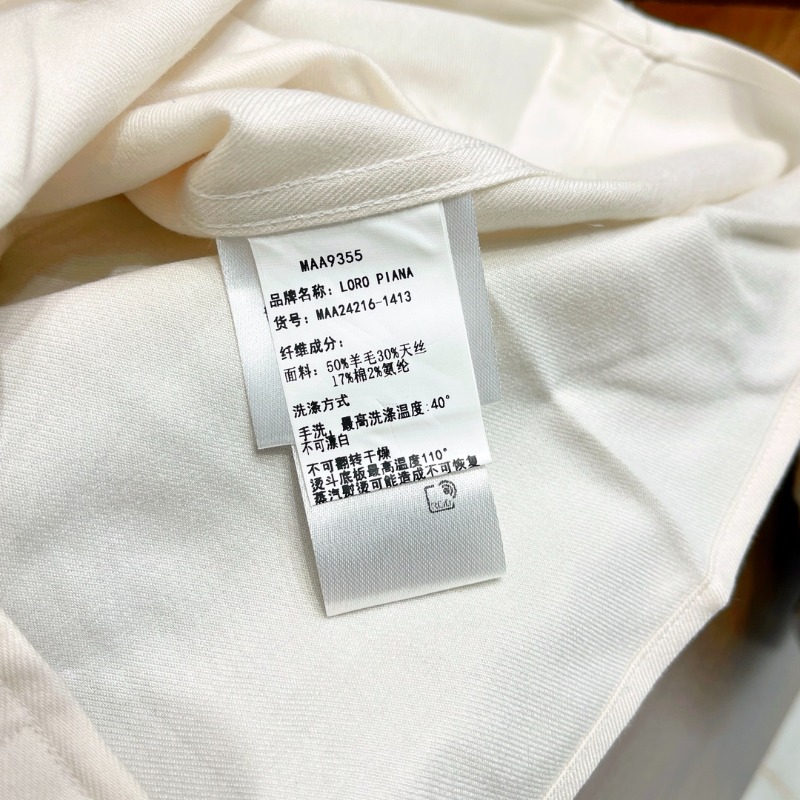 MAA9355
品牌名称: LORO PIANA
货号: MAA24216-1413
纤维成分:
面料: 50%羊毛30%天丝
17%棉2%氨纶
洗涤方式
手洗, 最高洗涤温度:40°
不可漂白
不可翻转干燥
烫斗底板最高温度110°
蒸汽熨烫可能造成不可恢复